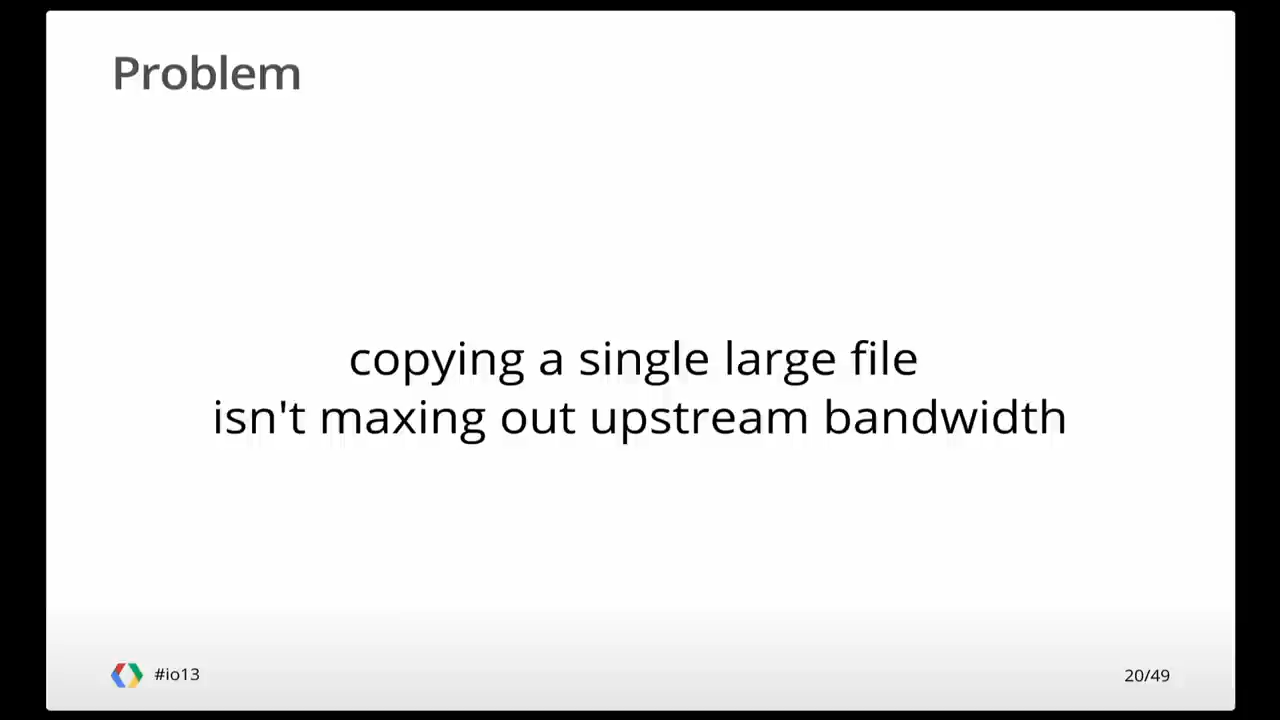 Problem
copying a single large file
isn't maxing out upstream bandwidth
#io13
20/49